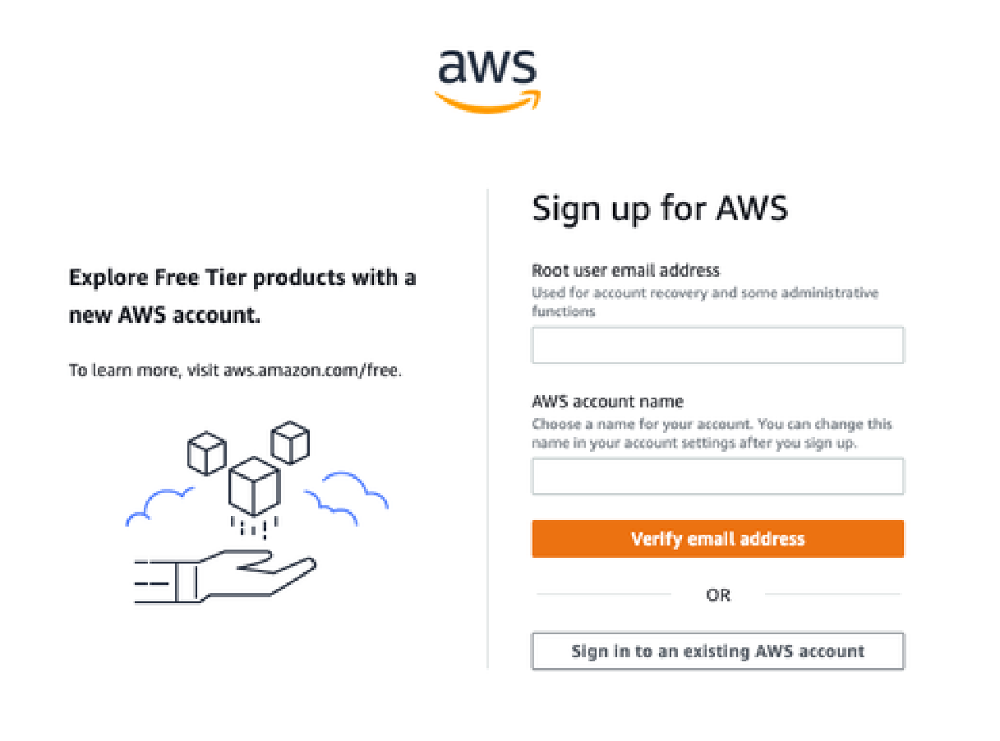 aws
Explore Free Tier products with a
new AWS account.
To learn more, visit aws.amazon.com/free.
Sign up for AWS
Root user email address
Used for account recovery and some administrative
functions
AWS account name
Choose a name for your account. You can change this
name in your account settings after you sign up.
Verify email address
OR
Sign in to an existing AWS account